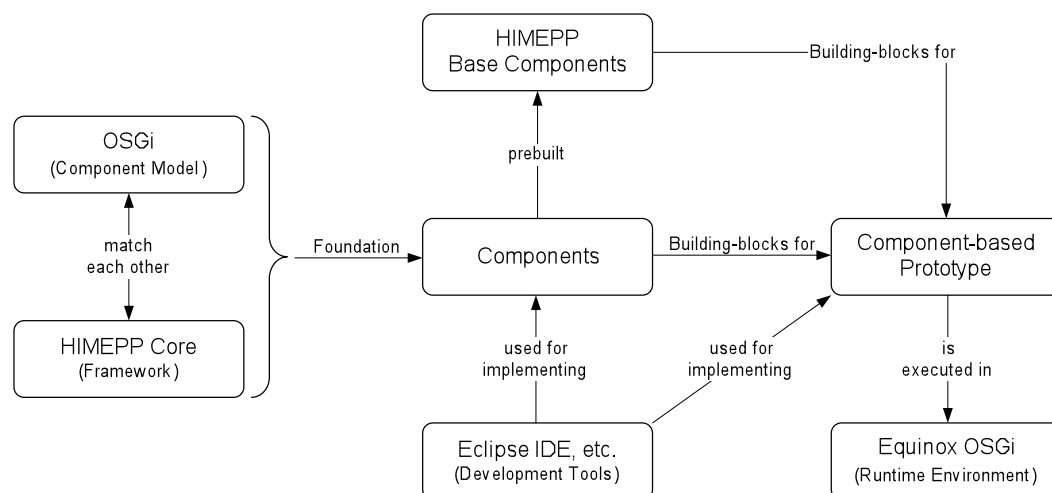 HIMEPP
Base Components
Building-blocks for
OSGi
(Component Model)
prebuilt
match
each other
Foundation
Components
Building-blocks for
Component-based
Prototype
HIMEPP Core
(Framework)
used for
implementing
used for
implementing
is
executed in
Eclipse IDE, etc.
(Development Tools)
Equinox OSGi
(Runtime Environment)